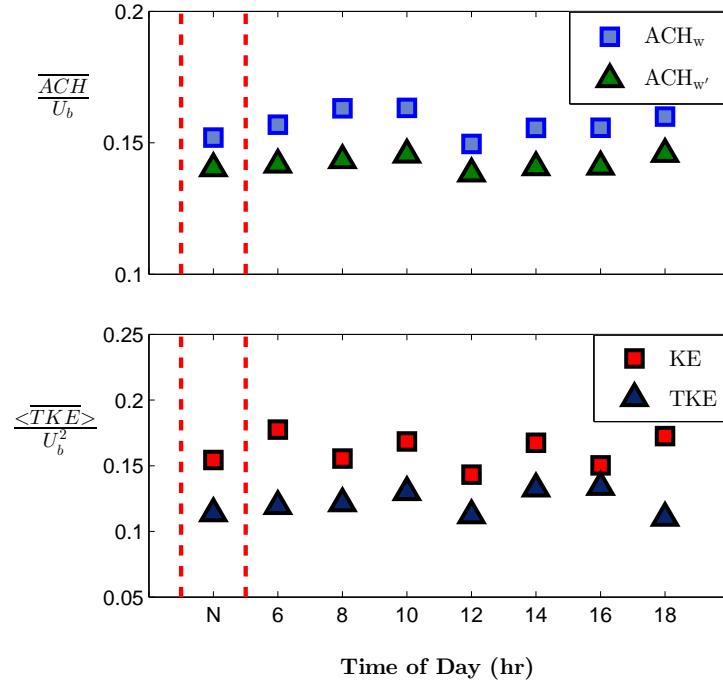 0.2
0.15
0.1
ACH
U_b
ACH_w
ACH_w'
0.25
0.2
0.15
0.1
0.05
<TKE>
U_b^2
KE
TKE
N 6 8 10 12 14 16 18
Time of Day (hr)